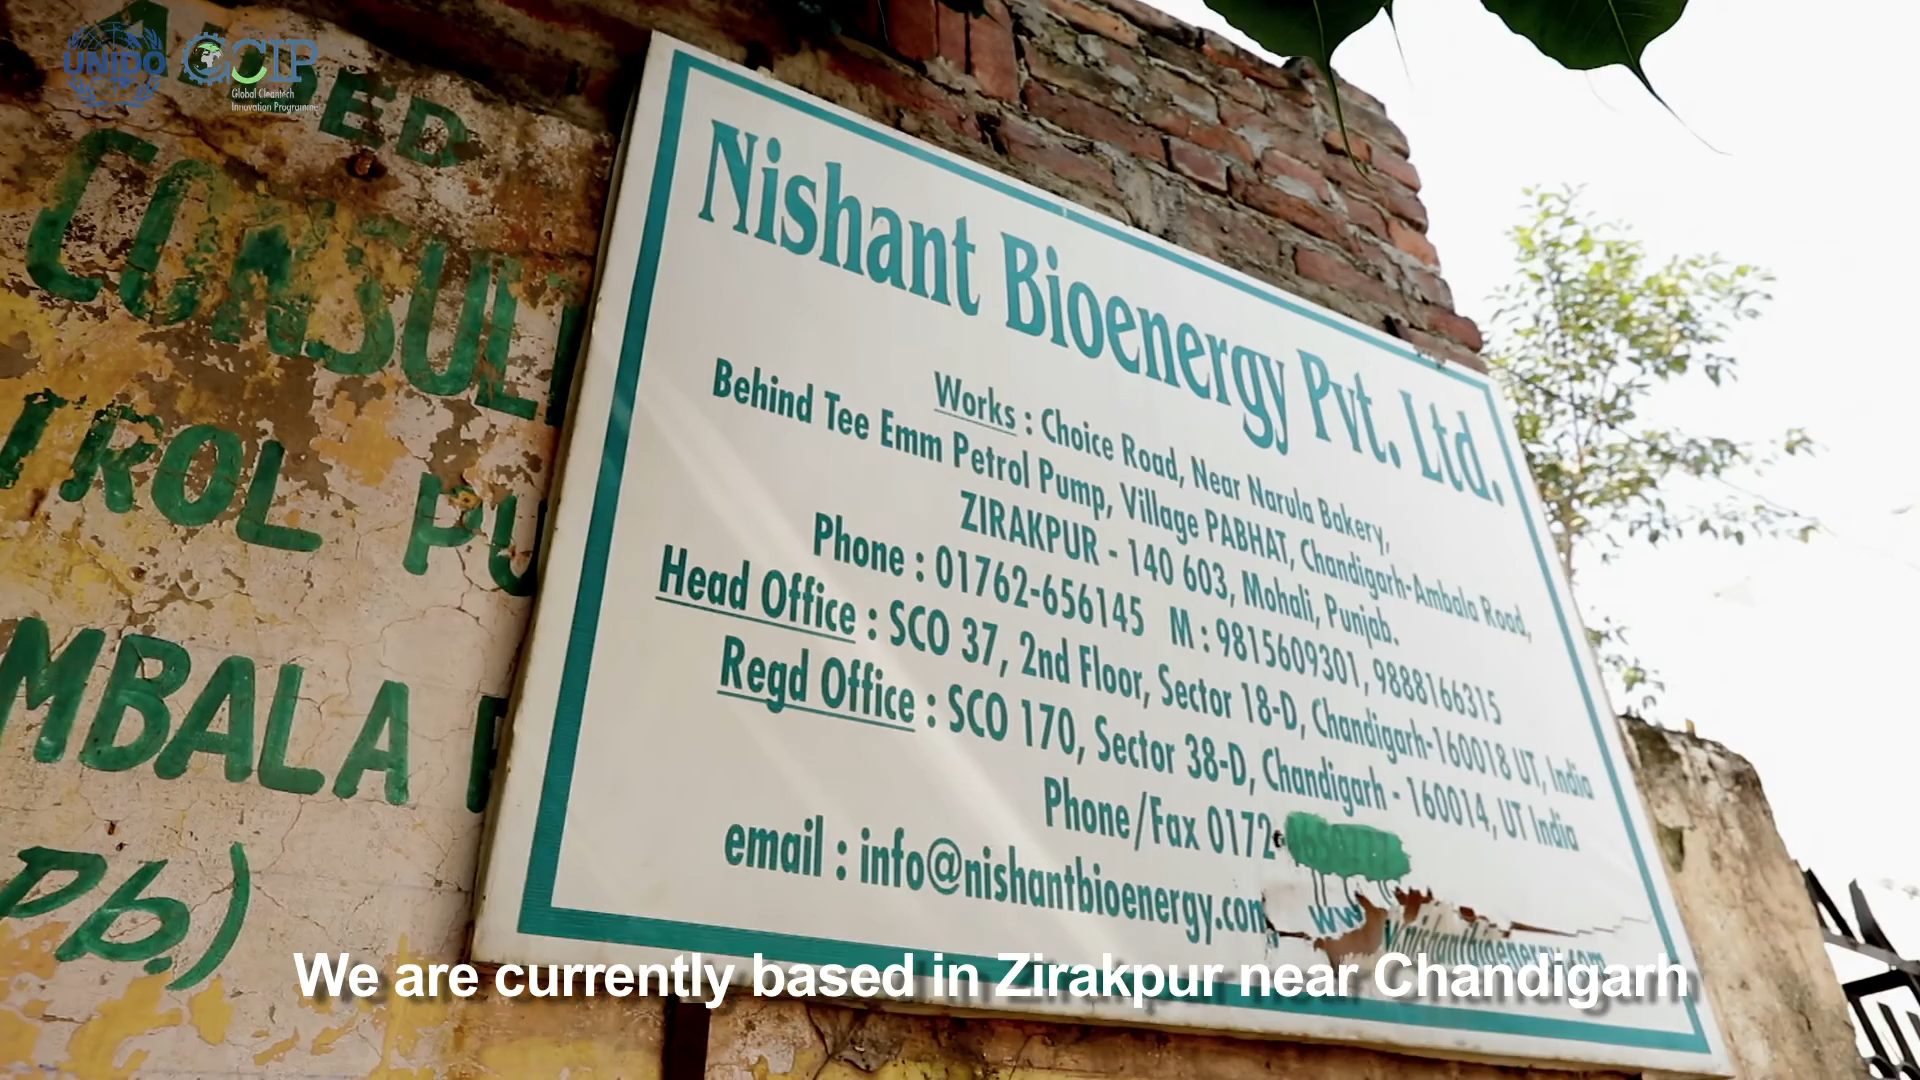 UNIDO
GCIP
Global Cleantech
Innovation Programme
CONSUL
TROL PU
MBALA
Pb.)
Nishant Bioenergy Pvt. Ltd.
Works : Choice Road, Near Narula Bakery,
Behind Tee Emm Petrol Pump, Village PABHAT, Chandigarh-Ambala Road,
ZIRAKPUR - 140 603, Mohali, Punjab.
Phone : 01762-656145 M : 9815609301, 9888166315
Head Office : SCO 37, 2nd Floor, Sector 18-D, Chandigarh-160018 UT, India
Regd Office : SCO 170, Sector 38-D, Chandigarh - 160014, UT India
Phone/Fax 0172-
email : info@nishantbioenergy.com,
www.nishantbioenergy.com
We are currently based in Zirakpur near Chandigarh